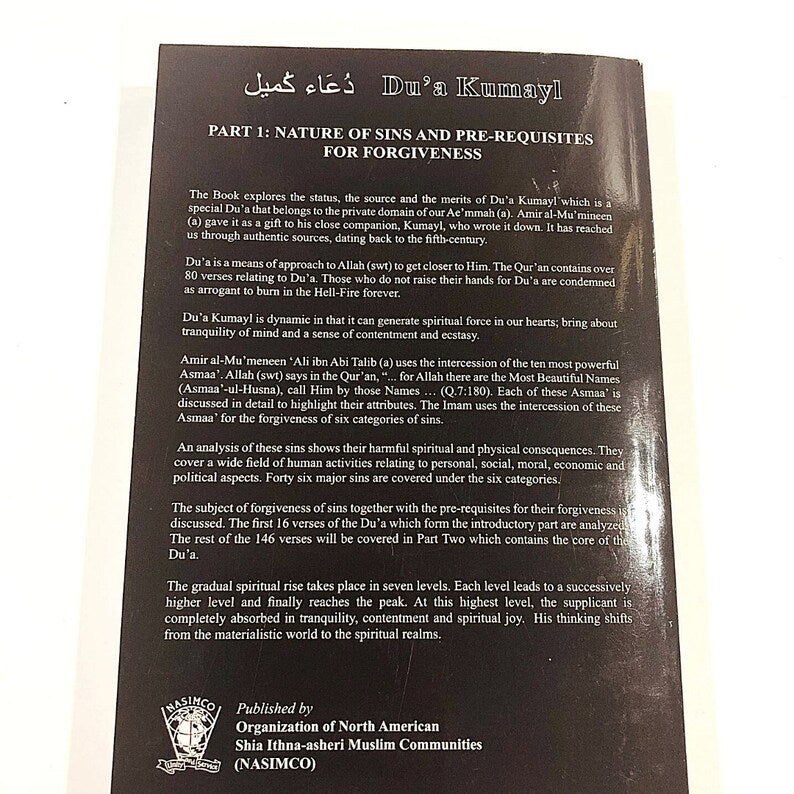 دُعَاء كُميل Du'a Kumayl
PART 1: NATURE OF SINS AND PRE-REQUISITES
FOR FORGIVENESS
The Book explores the status, the source and the merits of Du'a Kumayl which is a
special Du'a that belongs to the private domain of our Ae'mmah (a). Amir al-Mu'mineen
(a) gave it as a gift to his close companion, Kumayl, who wrote it down. It has reached
us through authentic sources, dating back to the fifth-century.
Du'a is a means of approach to Allah (swt) to get closer to Him. The Qur'an contains over
80 verses relating to Du'a. Those who do not raise their hands for Du'a are condemned
as arrogant to burn in the Hell-Fire forever.
Du'a Kumayl is dynamic in that it can generate spiritual force in our hearts; bring about
tranquility of mind and a sense of contentment and ecstasy.
Amir al-Mu'meneen 'Ali ibn Abi Talib (a) uses the intercession of the ten most powerful
Asmaa'. Allah (swt) says in the Qur'an, "... for Allah there are the Most Beautiful Names
(Asmaa'-ul-Husna), call Him by those Names … (Q.7:180). Each of these Asmaa' is
discussed in detail to highlight their attributes. The Imam uses the intercession of these
Asmaa' for the forgiveness of six categories of sins.
An analysis of these sins shows their harmful spiritual and physical consequences. They
cover a wide field of human activities relating to personal, social, moral, economic and
political aspects. Forty six major sins are covered under the six categories.
The subject of forgiveness of sins together with the pre-requisites for their forgiveness is
discussed. The first 16 verses of the Du'a which form the introductory part are analyzed.
The rest of the 146 verses will be covered in Part Two which contains the core of the
Du'a.
The gradual spiritual rise takes place in seven levels. Each level leads to a successively
higher level and finally reaches the peak. At this highest level, the supplicant is
completely absorbed in tranquility, contentment and spiritual joy. His thinking shifts
from the materialistic world to the spiritual realms.
NASIMCO
Unity and Service
Published by
Organization of North American
Shia Ithna-asheri Muslim Communities
(NASIMCO)